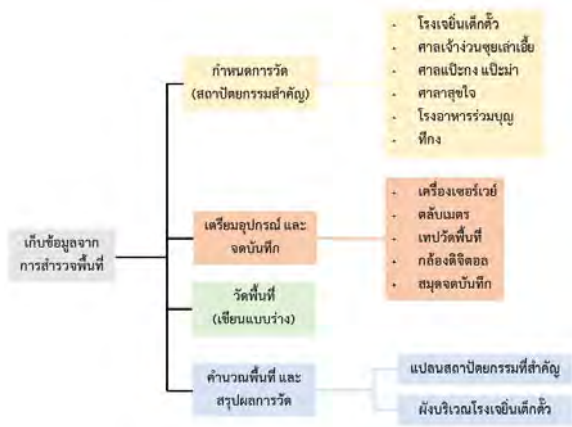 เก็บข้อมูลจาก
การสำรวจพื้นที่
กำหนดการวัด
(สถาปัตยกรรมสำคัญ)
- โรงเจยิ่นเต็กตั๊ว
- ศาลเจ้าง่วนซุยเล่าเอี้ย
- ศาลแป๊ะกง แป๊ะม่า
- ศาลาสุขใจ
- โรงอาหารร่วมบุญ
- ทีกง
เตรียมอุปกรณ์ และ
จดบันทึก
- เครื่องเซอร์เวย์
- ตลับเมตร
- เทปวัดพื้นที่
- กล้องดิจิตอล
- สมุดจดบันทึก
วัดพื้นที่
(เขียนแบบร่าง)
คำนวณพื้นที่ และ
สรุปผลการวัด
แปลนสถาปัตยกรรมที่สำคัญ
ผังบริเวณโรงเจยิ่นเต็กตั๊ว